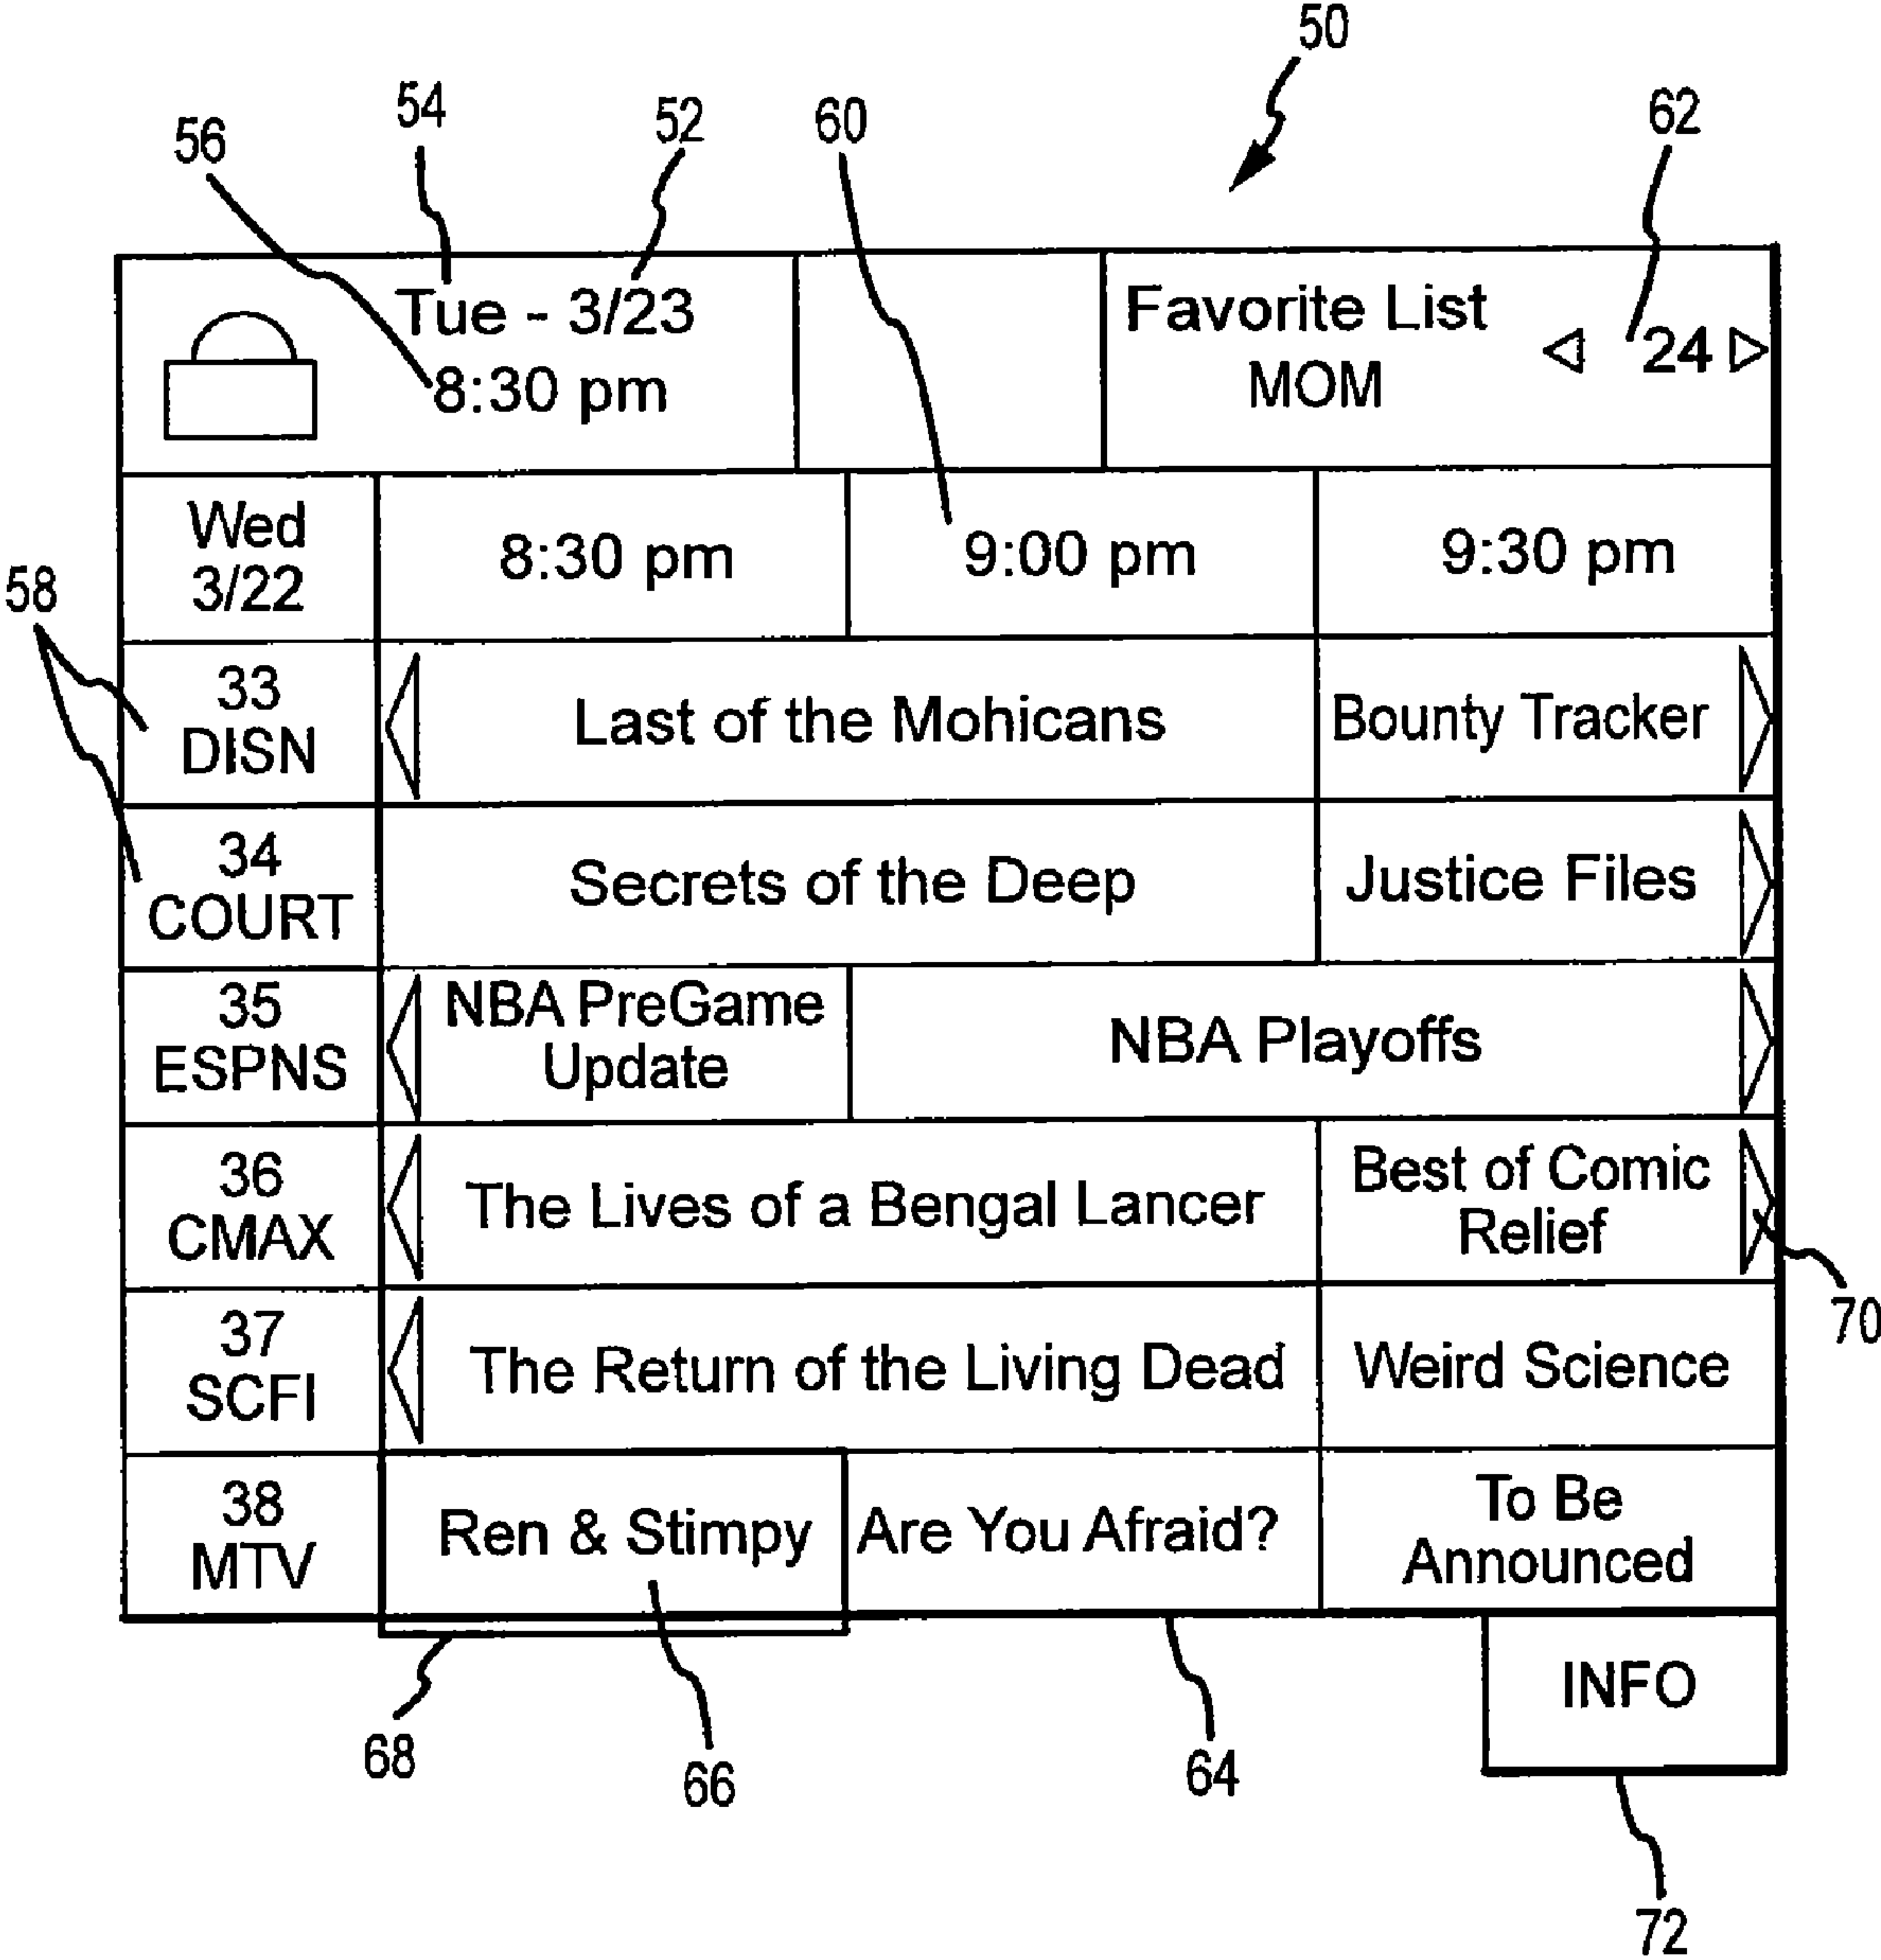 50
54
52
60
62
56
Tue - 3/23
8:30 pm
Favorite List
MOM
24
Wed
3/22
8:30 pm
9:00 pm
9:30 pm
58
33
DISN
Last of the Mohicans
Bounty Tracker
34
COURT
Secrets of the Deep
Justice Files
35
ESPNS
NBA PreGame
Update
NBA Playoffs
36
CMAX
The Lives of a Bengal Lancer
Best of Comic
Relief
70
37
SCFI
The Return of the Living Dead
Weird Science
38
MTV
Ren & Stimpy
Are You Afraid?
To Be
Announced
INFO
68
66
64
72